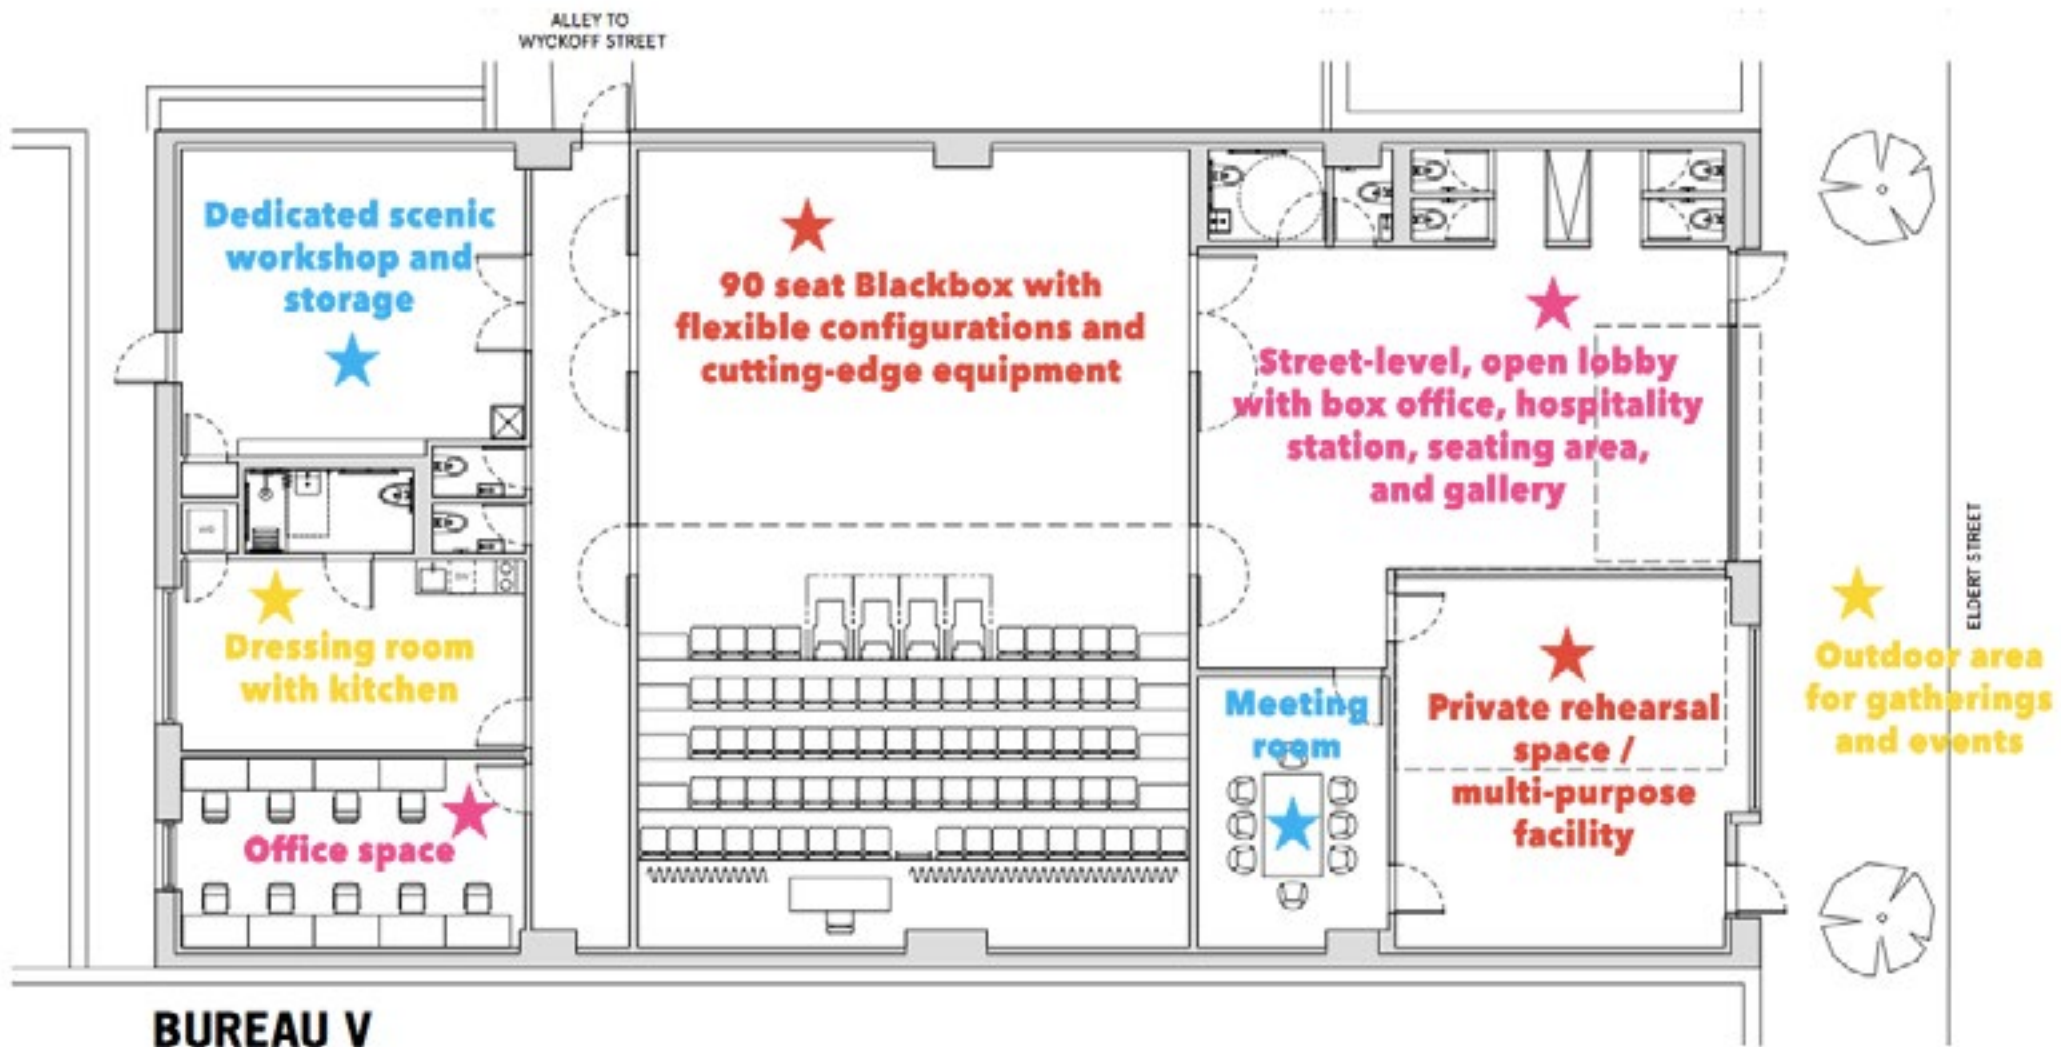 ALLEY TO
WYCKOFF STREET
Dedicated scenic
workshop and
storage
90 seat Blackbox with
flexible configurations and
cutting-edge equipment
Street-level, open lobby
with box office, hospitality
station, seating area,
and gallery
ELDERT STREET
Dressing room
with kitchen
Office space
Meeting
room
Private rehearsal
space /
multi-purpose
facility
Outdoor area
for gatherings
and events
BUREAU V